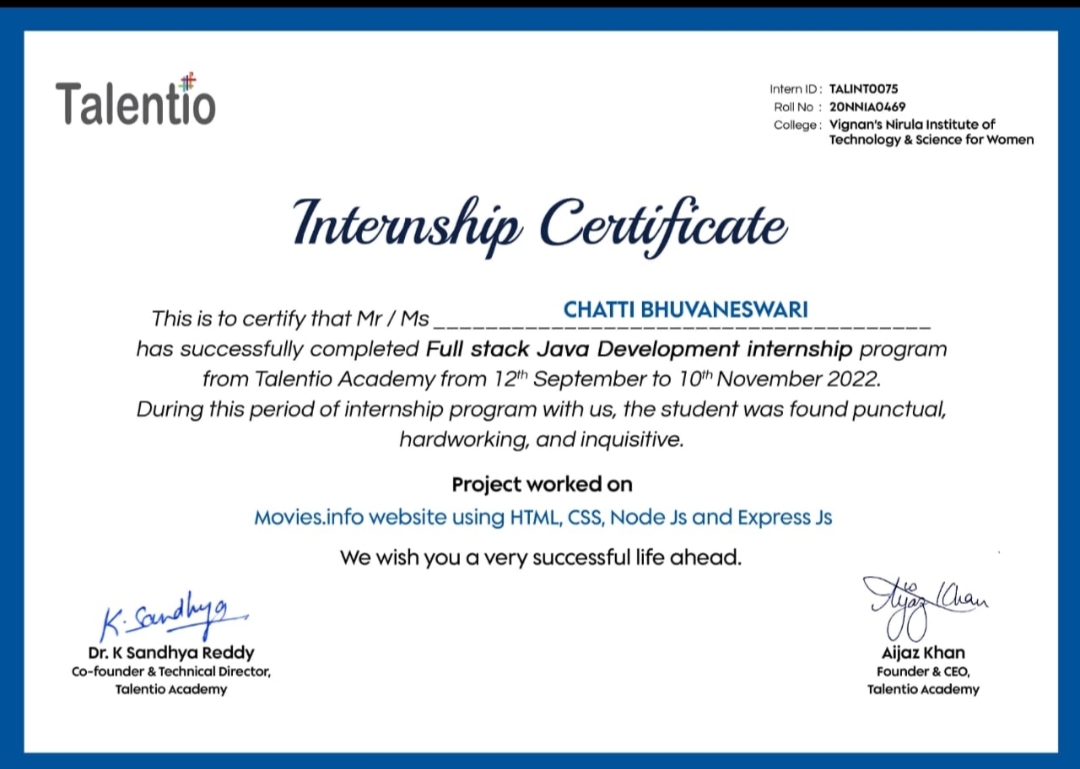 Talentio
Intern ID : TALINT0075
Roll No : 20NNIA0469
College : Vignan's Nirula Institute of
Technology & Science for Women
Internship Certificate
This is to certify that Mr / Ms CHATTI BHUVANESWARI
has successfully completed Full stack Java Development internship program
from Talentio Academy from 12th September to 10th November 2022.
During this period of internship program with us, the student was found punctual,
hardworking, and inquisitive.
Project worked on
Movies.info website using HTML, CSS, Node Js and Express Js
We wish you a very successful life ahead.
K. Sandhya
Dr. K Sandhya Reddy
Co-founder & Technical Director,
Talentio Academy
Aijaz Khan
Aijaz Khan
Founder & CEO,
Talentio Academy